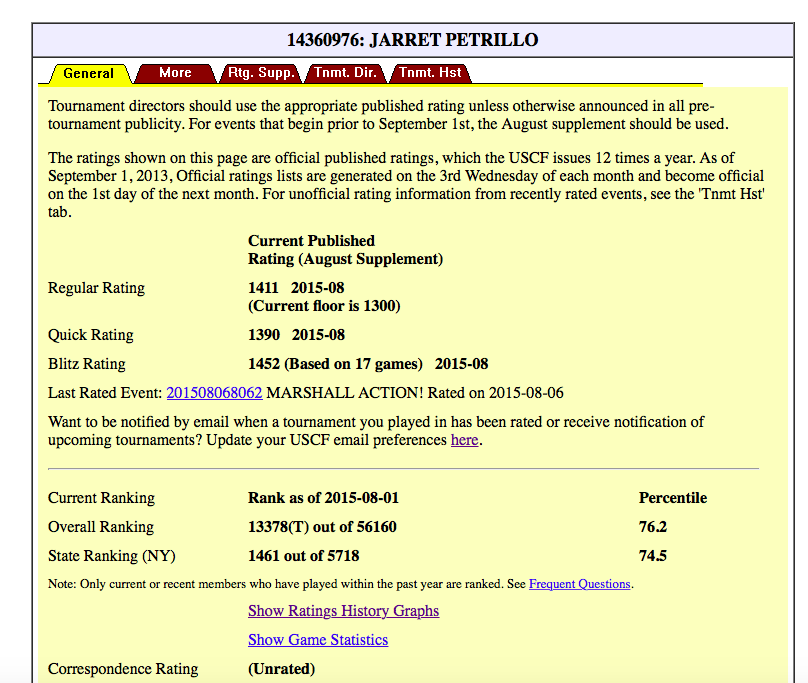 14360976: JARRET PETRILLO
General More Rtg. Supp. Tnmt. Dir. Tnmt. Hst
Tournament directors should use the appropriate published rating unless otherwise announced in all pre-
tournament publicity. For events that begin prior to September 1st, the August supplement should be used.
The ratings shown on this page are official published ratings, which the USCF issues 12 times a year. As of
September 1, 2013, Official ratings lists are generated on the 3rd Wednesday of each month and become official
on the 1st day of the next month. For unofficial rating information from recently rated events, see the 'Tnmt Hst'
tab.
Current Published
Rating (August Supplement)
Regular Rating 1411 2015-08
(Current floor is 1300)
Quick Rating 1390 2015-08
Blitz Rating 1452 (Based on 17 games) 2015-08
Last Rated Event: 201508068062 MARSHALL ACTION! Rated on 2015-08-06
Want to be notified by email when a tournament you played in has been rated or receive notification of
upcoming tournaments? Update your USCF email preferences here.
Current Ranking Rank as of 2015-08-01 Percentile
Overall Ranking 13378(T) out of 56160 76.2
State Ranking (NY) 1461 out of 5718 74.5
Note: Only current or recent members who have played within the past year are ranked. See Frequent Questions.
Show Ratings History Graphs
Show Game Statistics
Correspondence Rating (Unrated)